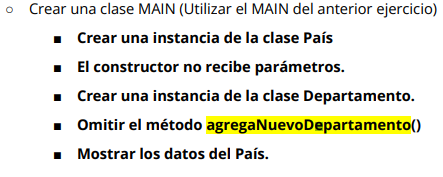 ○ Crear una clase MAIN (Utilizar el MAIN del anterior ejercicio)
■ Crear una instancia de la clase País
■ El constructor no recibe parámetros.
■ Crear una instancia de la clase Departamento.
■ Omitir el método agregaNuevoDepartamento()
■ Mostrar los datos del País.